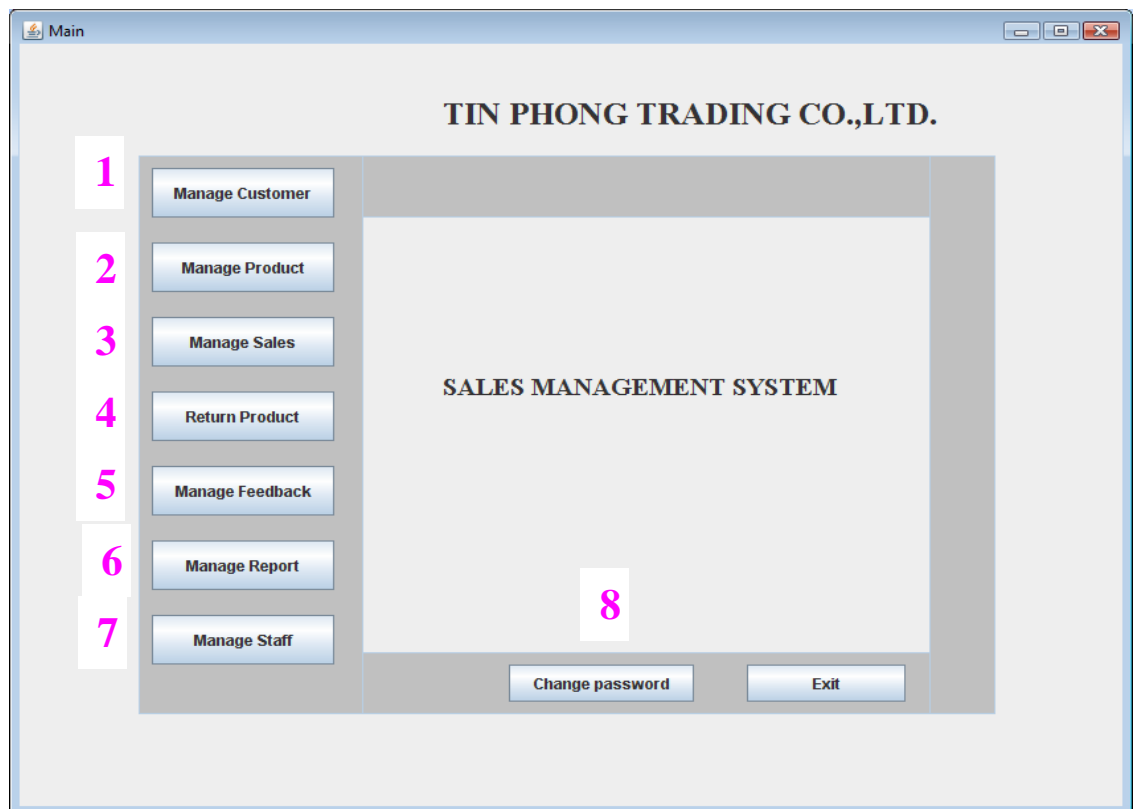 Main
TIN PHONG TRADING CO.,LTD.
1
Manage Customer
2
Manage Product
3
Manage Sales
SALES MANAGEMENT SYSTEM
4
Return Product
5
Manage Feedback
6
Manage Report
8
7
Manage Staff
Change password
Exit